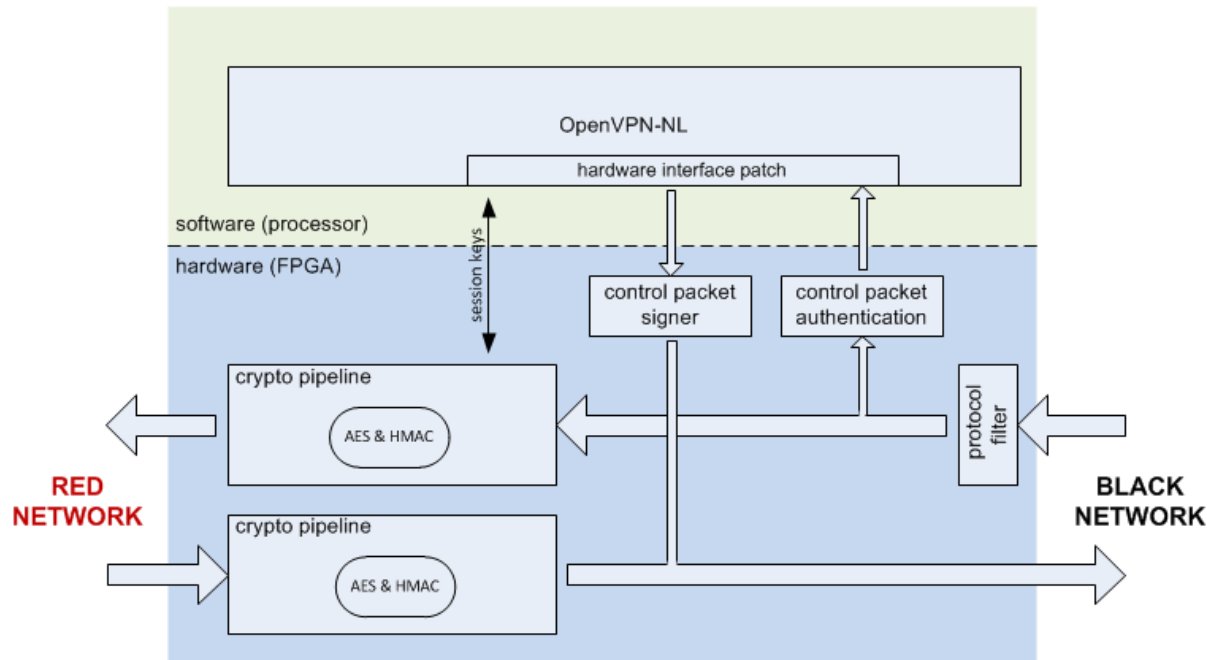 OpenVPN-NL
hardware interface patch
software (processor)
hardware (FPGA)
session keys
control packet
signer
control packet
authentication
crypto pipeline
AES & HMAC
protocol
filter
RED
NETWORK
BLACK
NETWORK
crypto pipeline
AES & HMAC